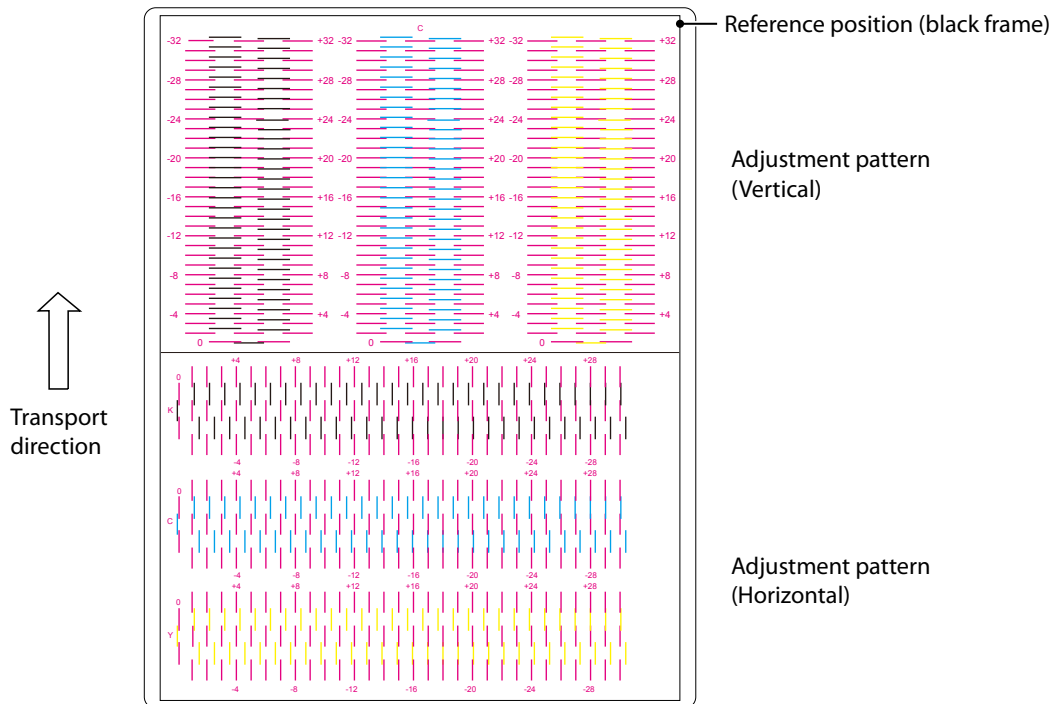 Reference position (black frame)
C
-32 +32 -32 +32 -32 +32
-28 +28 -28 +28 -28 +28
-24 +24 -24 +24 -24 +24
-20 +20 -20 +20 -20 +20
-16 +16 -16 +16 -16 +16
-12 +12 -12 +12 -12 +12
-8 +8 -8 +8 -8 +8
-4 +4 -4 +4 -4 +4
0 0 0
Adjustment pattern
(Vertical)
Transport
direction
+4 +8 +12 +16 +20 +24 +28
0
K
-4 -8 -12 -16 -20 -24 -28
+4 +8 +12 +16 +20 +24 +28
0
C
-4 -8 -12 -16 -20 -24 -28
+4 +8 +12 +16 +20 +24 +28
0
Y
-4 -8 -12 -16 -20 -24 -28
Adjustment pattern
(Horizontal)